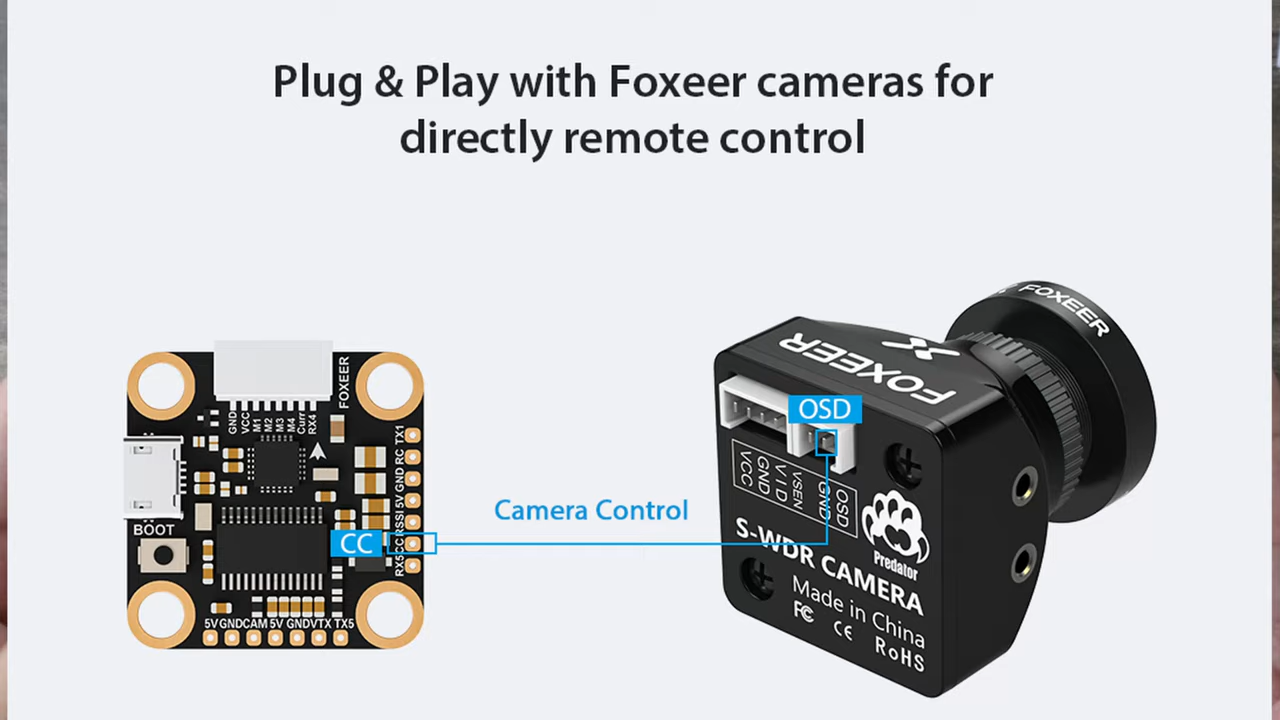 Plug & Play with Foxeer cameras for
directly remote control
FOXEER
GND
VCC
M1
M2
M3
M4
Curr
RX4
TX1
RC
GND
5V
RSSI
CC
RX5
BOOT
CC
5V GND CAM 5V GND VTX TX5
Camera Control
FOXEER
FOXEER
OSD
VCC
GND
VID
VSEN
GND
OSD
S-WDR CAMERA
Predator
Made in China
FC CE RoHS